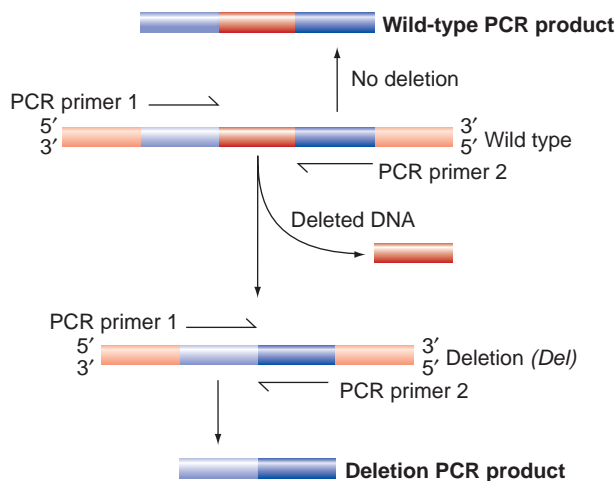 Wild-type PCR product
No deletion
PCR primer 1
5′ 3′
3′ 5′ Wild type
PCR primer 2
Deleted DNA
PCR primer 1
5′ 3′
3′ 5′ Deletion (Del)
PCR primer 2
Deletion PCR product